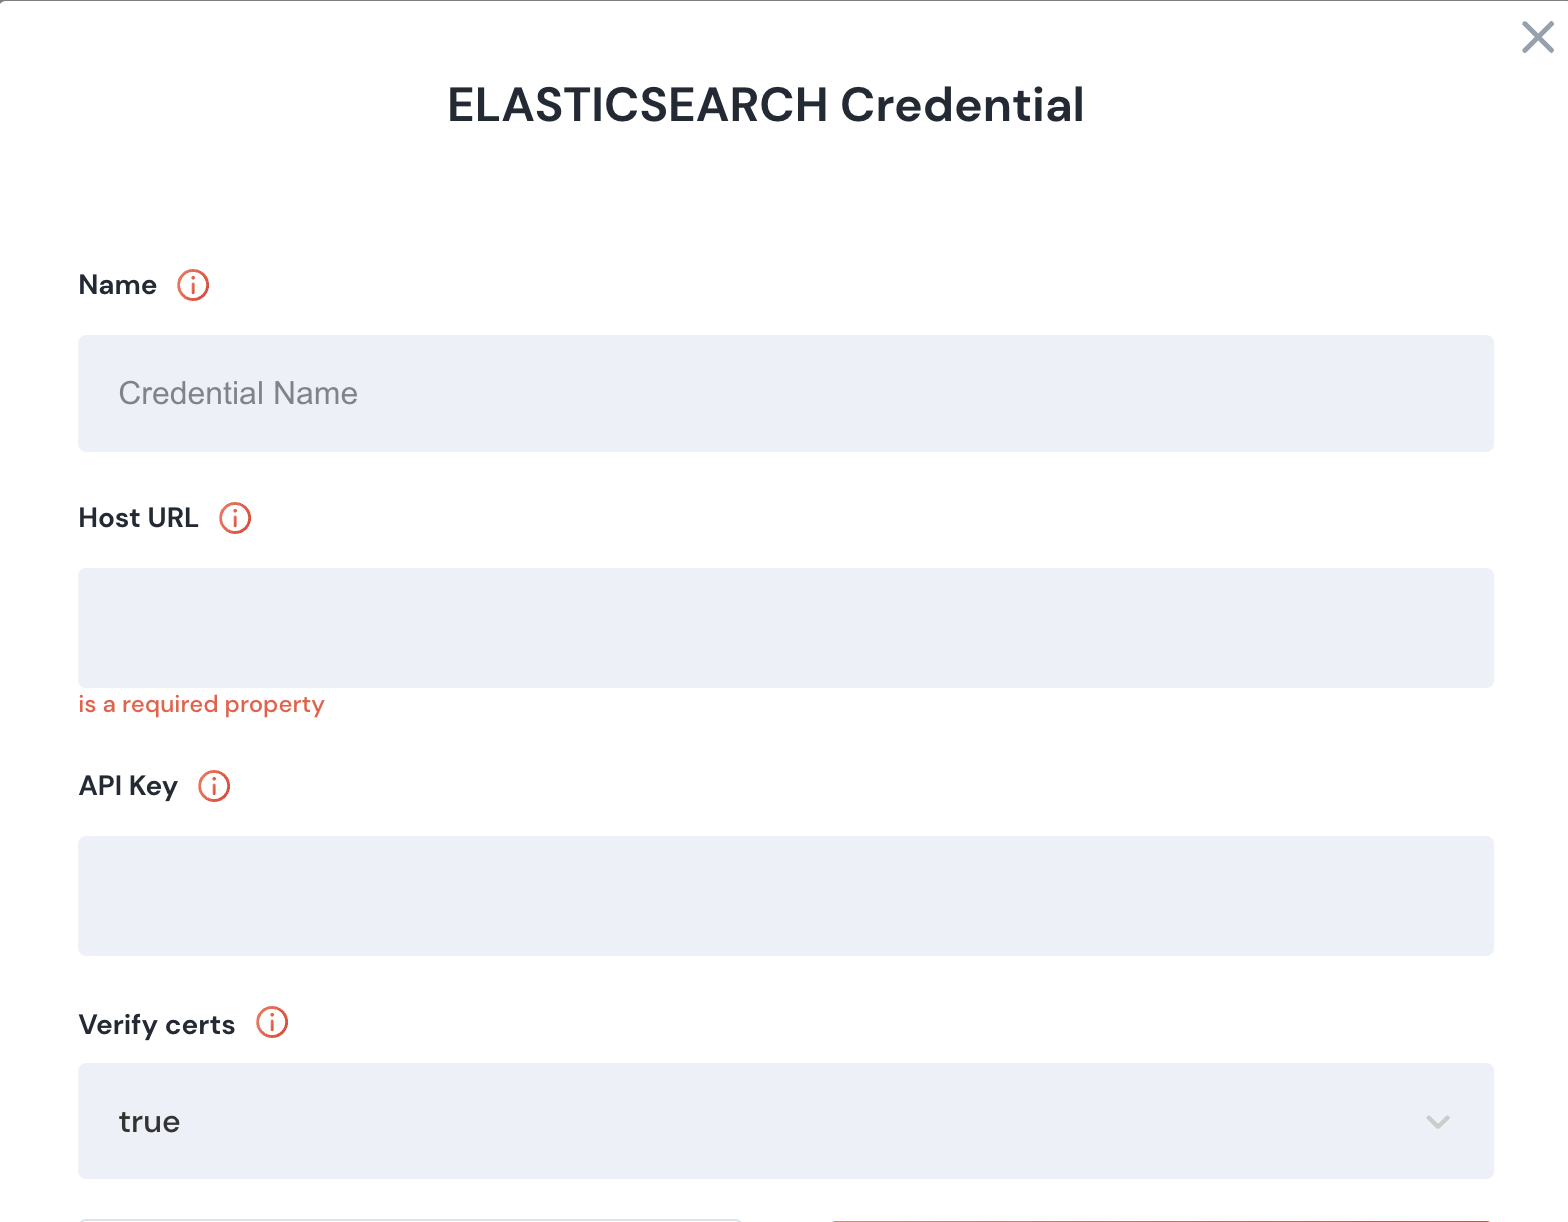 ELASTICSEARCH Credential
Name
Credential Name
Host URL
is a required property
API Key
Verify certs
true